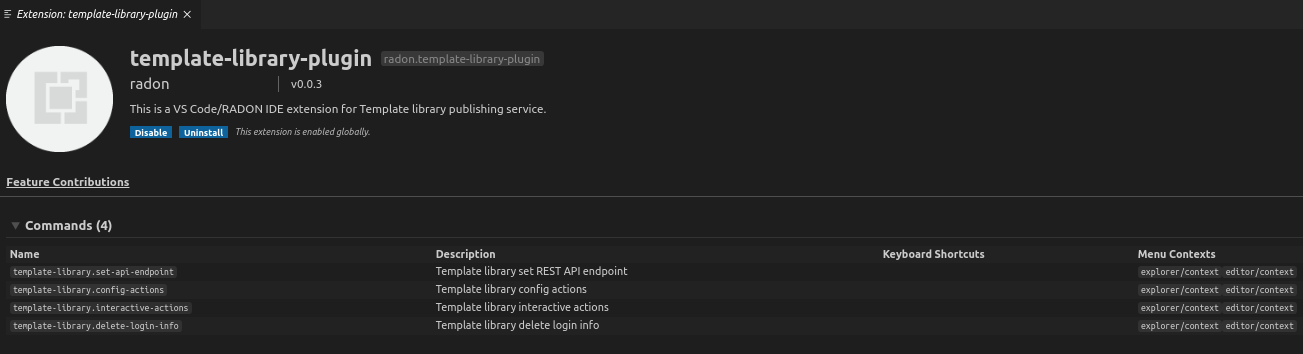 Extension: template-library-plugin
template-library-plugin radon.template-library-plugin
radon v0.0.3
This is a VS Code/RADON IDE extension for Template library publishing service.
Disable Uninstall This extension is enabled globally.
Feature Contributions
Commands (4)
Name Description Keyboard Shortcuts Menu Contexts
template-library.set-api-endpoint Template library set REST API endpoint explorer/context editor/context
template-library.config-actions Template library config actions explorer/context editor/context
template-library.interactive-actions Template library interactive actions explorer/context editor/context
template-library.delete-login-info Template library delete login info explorer/context editor/context